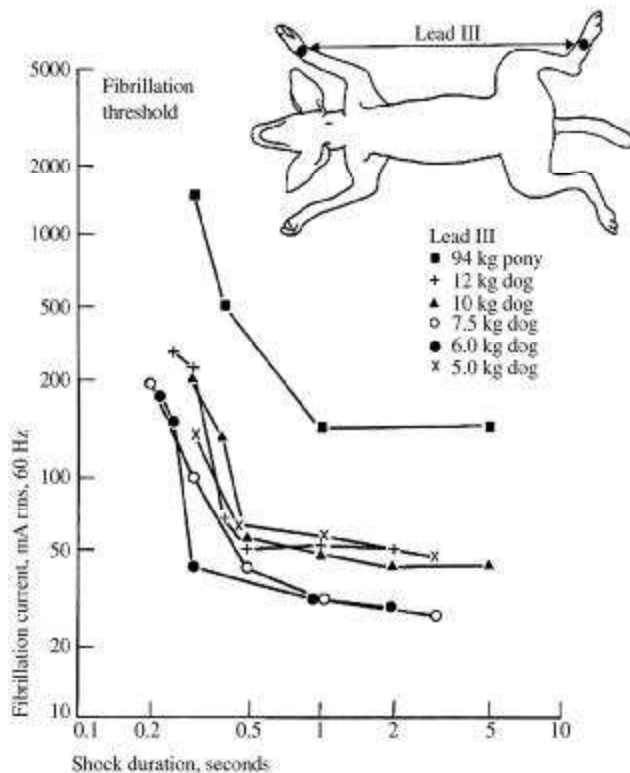 Lead III
5000
Fibrillation
threshold
2000
1000
500
200
100
50
20
10
Lead III
94 kg pony
12 kg dog
10 kg dog
7.5 kg dog
6.0 kg dog
5.0 kg dog
Fibrillation current, mA rms, 60 Hz
0.1 0.2 0.5 1 2 5 10
Shock duration, seconds